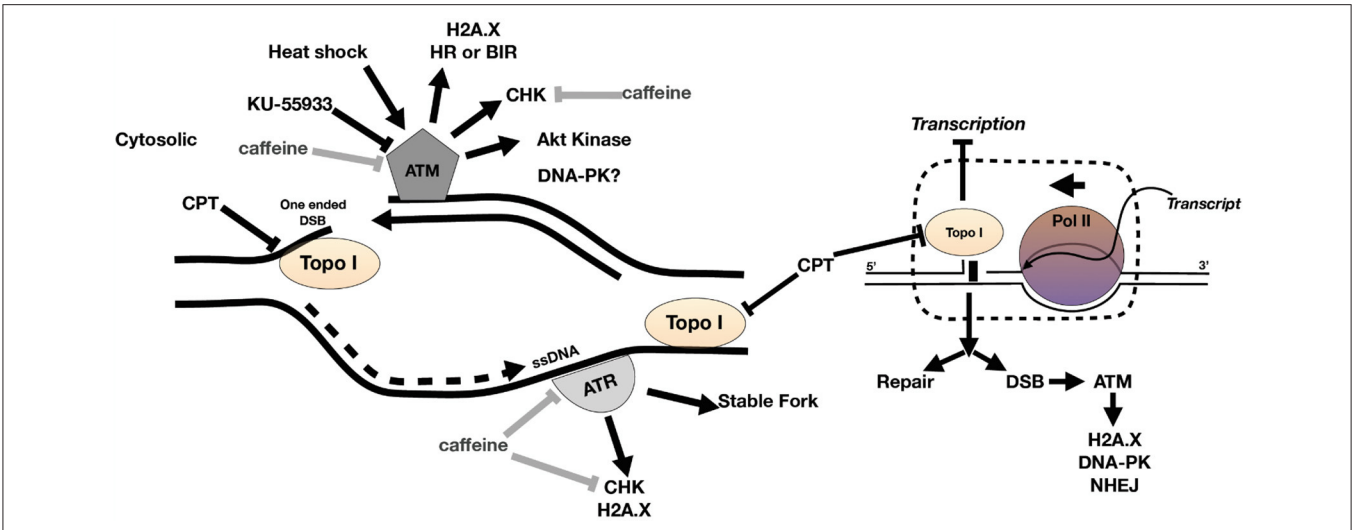 H2A.X
HR or BIR
Heat shock
CHK
caffeine
KU-55933
Cytosolic
caffeine
ATM
Akt Kinase
DNA-PK?
CPT
One ended
DSB
Topo I
Topo I
ssDNA
ATR
Stable Fork
caffeine
CHK
H2A.X
CPT
Transcription
Topo I
Pol II
Transcript
5'
3'
Repair
DSB
ATM
H2A.X
DNA-PK
NHEJ